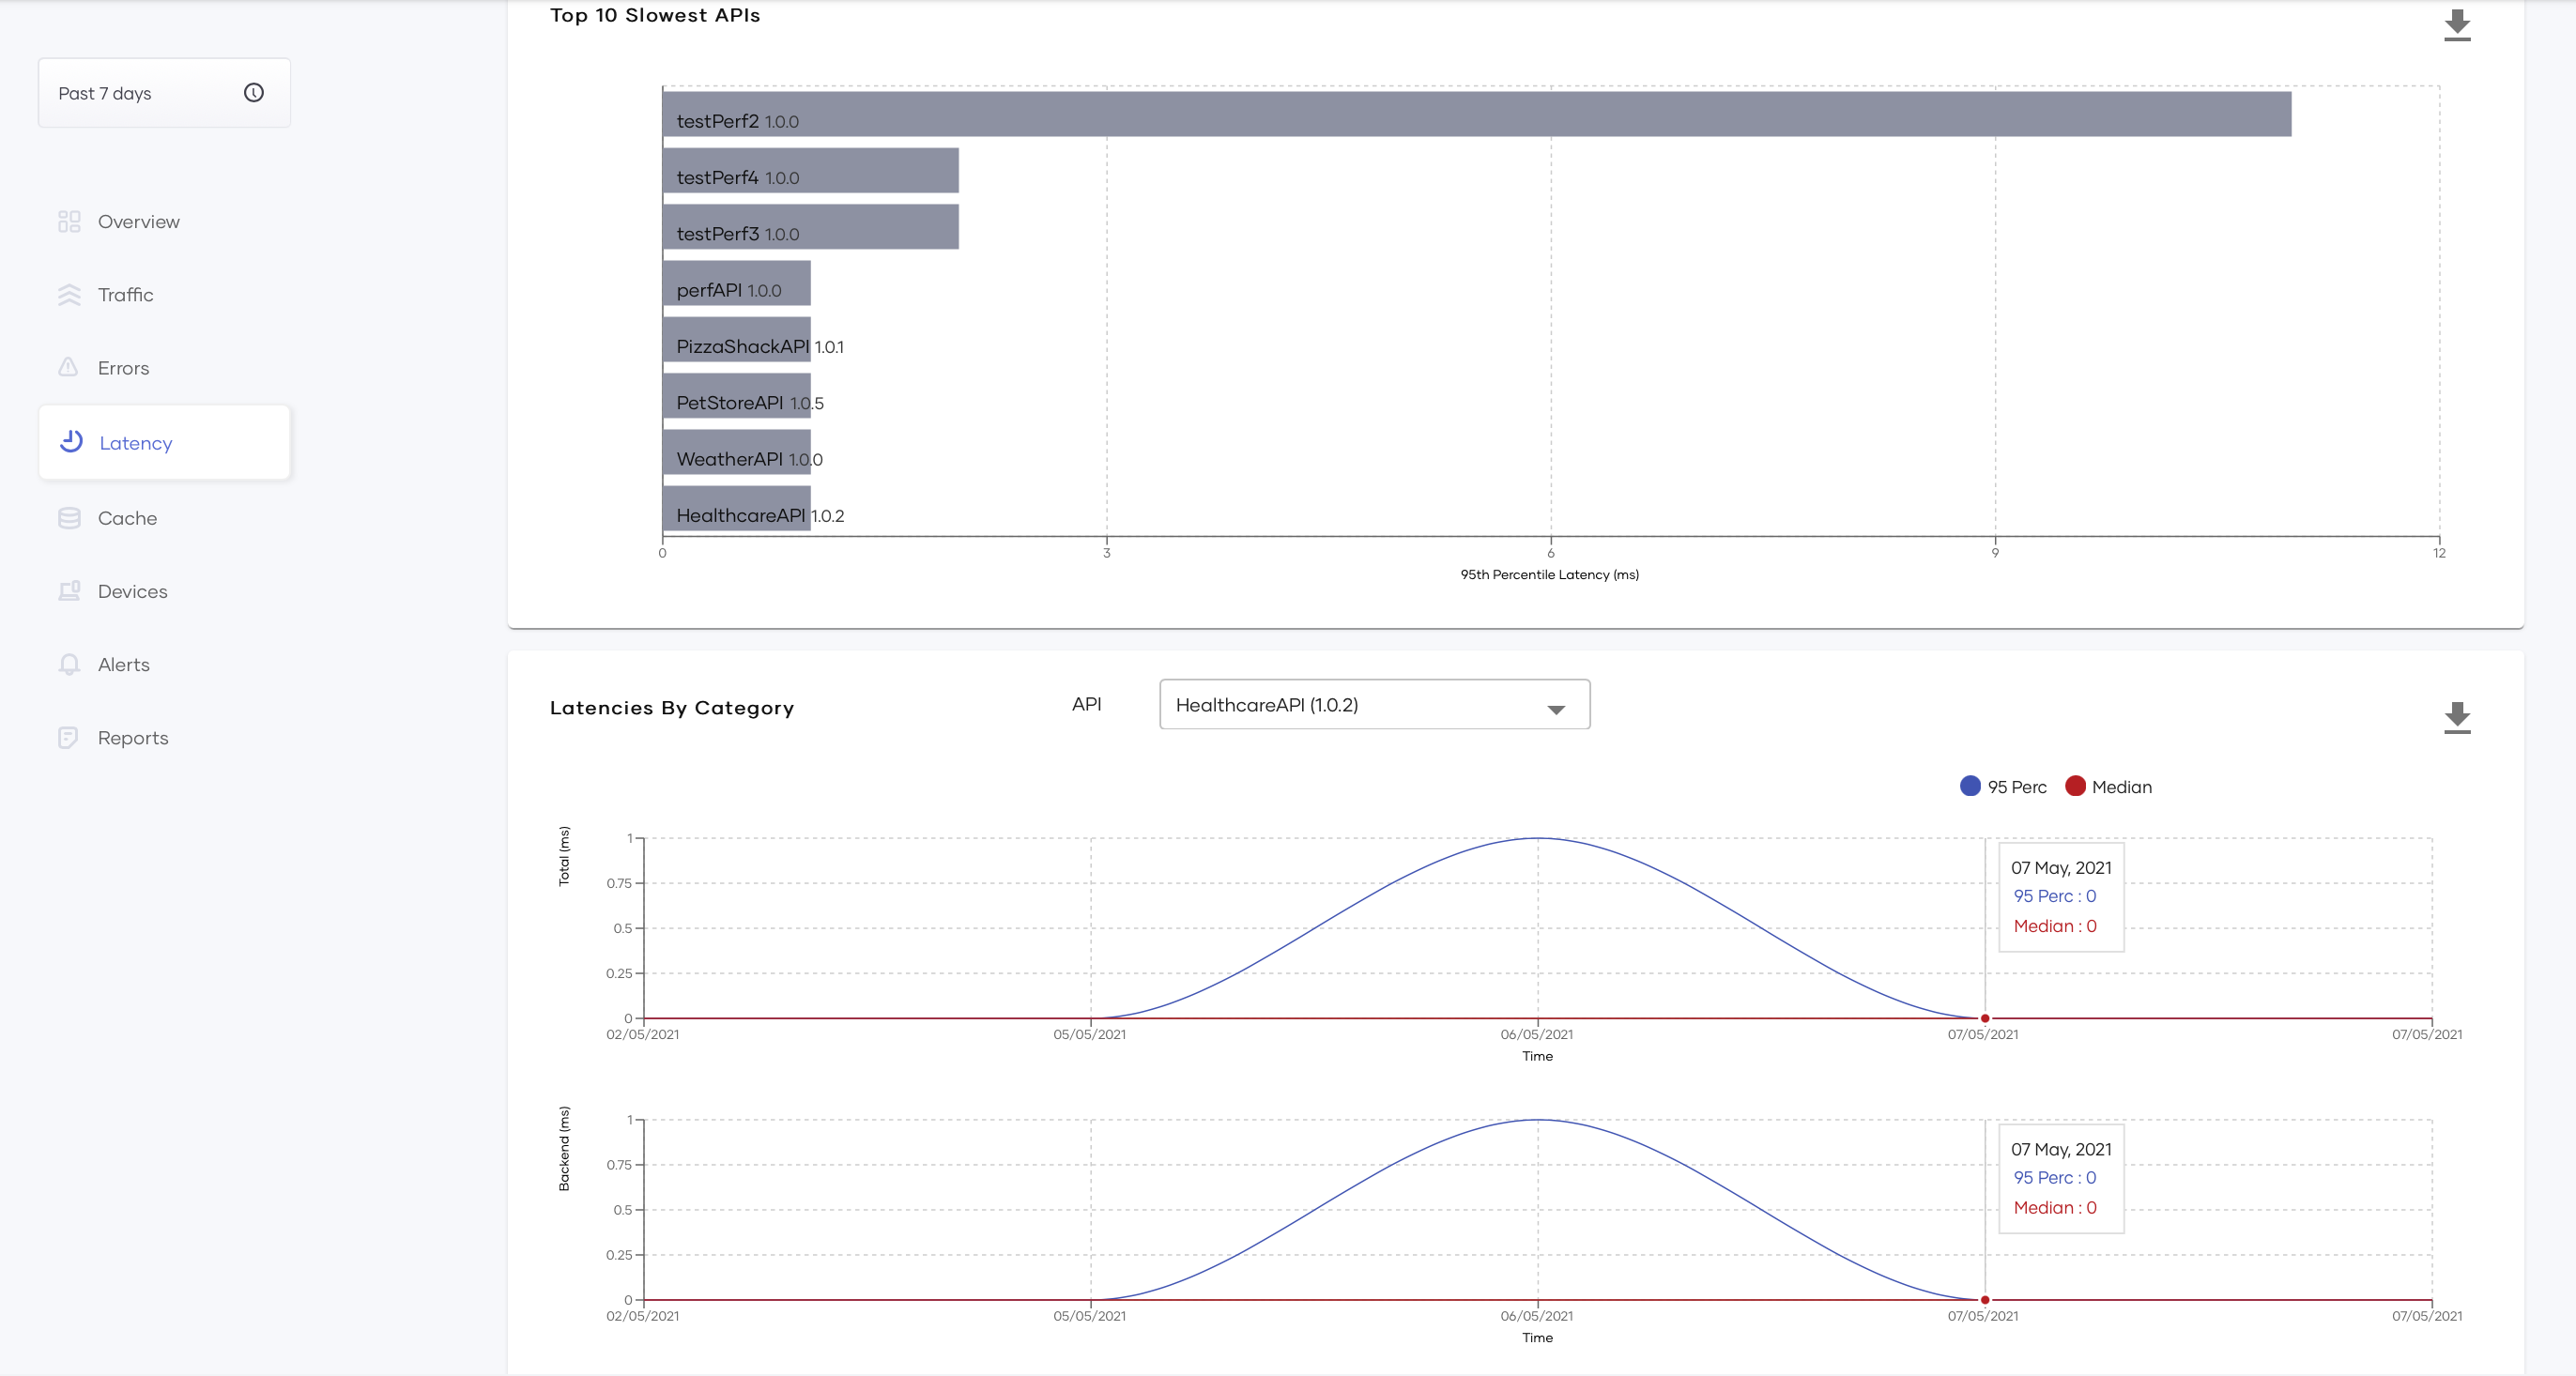 Top 10 Slowest APIs
Past 7 days
Overview
Traffic
Errors
Latency
Cache
Devices
Alerts
Reports
testPerf2 1.0.0
testPerf4 1.0.0
testPerf3 1.0.0
perfAPI 1.0.0
PizzaShackAPI 1.0.1
PetStoreAPI 1.0.5
WeatherAPI 1.0.0
HealthcareAPI 1.0.2
0 3 6 9 12
95th Percentile Latency (ms)
Latencies By Category
API
HealthcareAPI (1.0.2)
95 Perc Median
Total (ms)
1
0.75
0.5
0.25
0
07 May, 2021
95 Perc : 0
Median : 0
02/05/2021 05/05/2021 06/05/2021 07/05/2021 07/05/2021
Time
Backend (ms)
1
0.75
0.5
0.25
0
07 May, 2021
95 Perc : 0
Median : 0
02/05/2021 05/05/2021 06/05/2021 07/05/2021 07/05/2021
Time